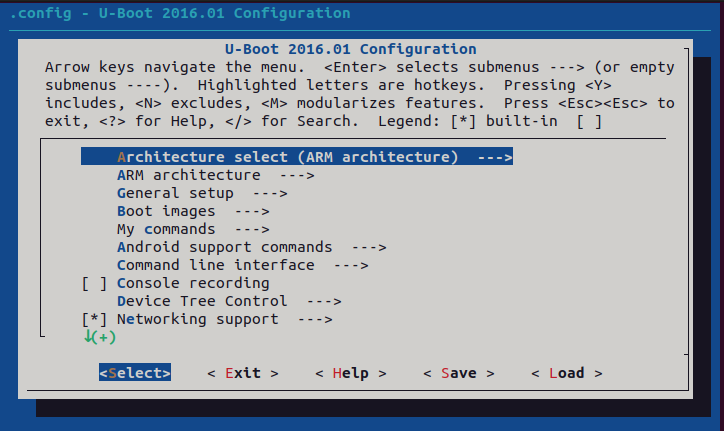 .config - U-Boot 2016.01 Configuration
U-Boot 2016.01 Configuration
Arrow keys navigate the menu.  <Enter> selects submenus ---> (or empty
submenus ----).  Highlighted letters are hotkeys.  Pressing <Y>
includes, <N> excludes, <M> modularizes features.  Press <Esc><Esc> to
exit, <?> for Help, </> for Search.  Legend: [*] built-in  [ ]
Architecture select (ARM architecture)  --->
ARM architecture  --->
General setup  --->
Boot images  --->
My commands  --->
Android support commands  --->
Command line interface  --->
[ ] Console recording
Device Tree Control  --->
[*] Networking support  --->
↓(+)
<Select>    < Exit >    < Help >    < Save >    < Load >